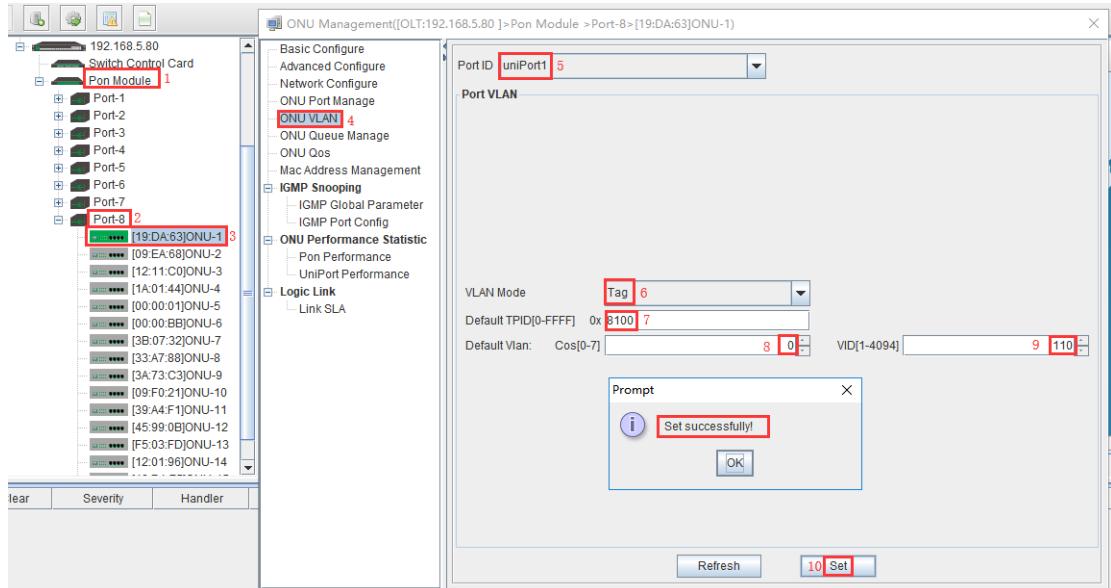 ONU Management([OLT:192.168.5.80 ]>Pon Module >Port-8>[19:DA:63]ONU-1)
192.168.5.80
Switch Control Card
Pon Module 1
Port-1
Port-2
Port-3
Port-4
Port-5
Port-6
Port-7
Port-8 2
[19:DA:63]ONU-1 3
[09:EA:68]ONU-2
[12:11:C0]ONU-3
[1A:01:44]ONU-4
[00:00:01]ONU-5
[00:00:BB]ONU-6
[3B:07:32]ONU-7
[33:A7:88]ONU-8
[3A:73:C3]ONU-9
[09:F0:21]ONU-10
[39:A4:F1]ONU-11
[45:99:0B]ONU-12
[F5:03:FD]ONU-13
[12:01:96]ONU-14
lear Severity Handler
Basic Configure
Advanced Configure
Network Configure
ONU Port Manage
ONU VLAN 4
ONU Queue Manage
ONU Qos
Mac Address Management
IGMP Snooping
IGMP Global Parameter
IGMP Port Config
ONU Performance Statistic
Pon Performance
UniPort Performance
Logic Link
Link SLA
Port ID uniPort1 5
Port VLAN
VLAN Mode Tag 6
Default TPID[0-FFFF] 0x 8100 7
Default Vlan: Cos[0-7] 8 0 VID[1-4094] 9 110
Prompt
Set successfully!
OK
Refresh 10 Set